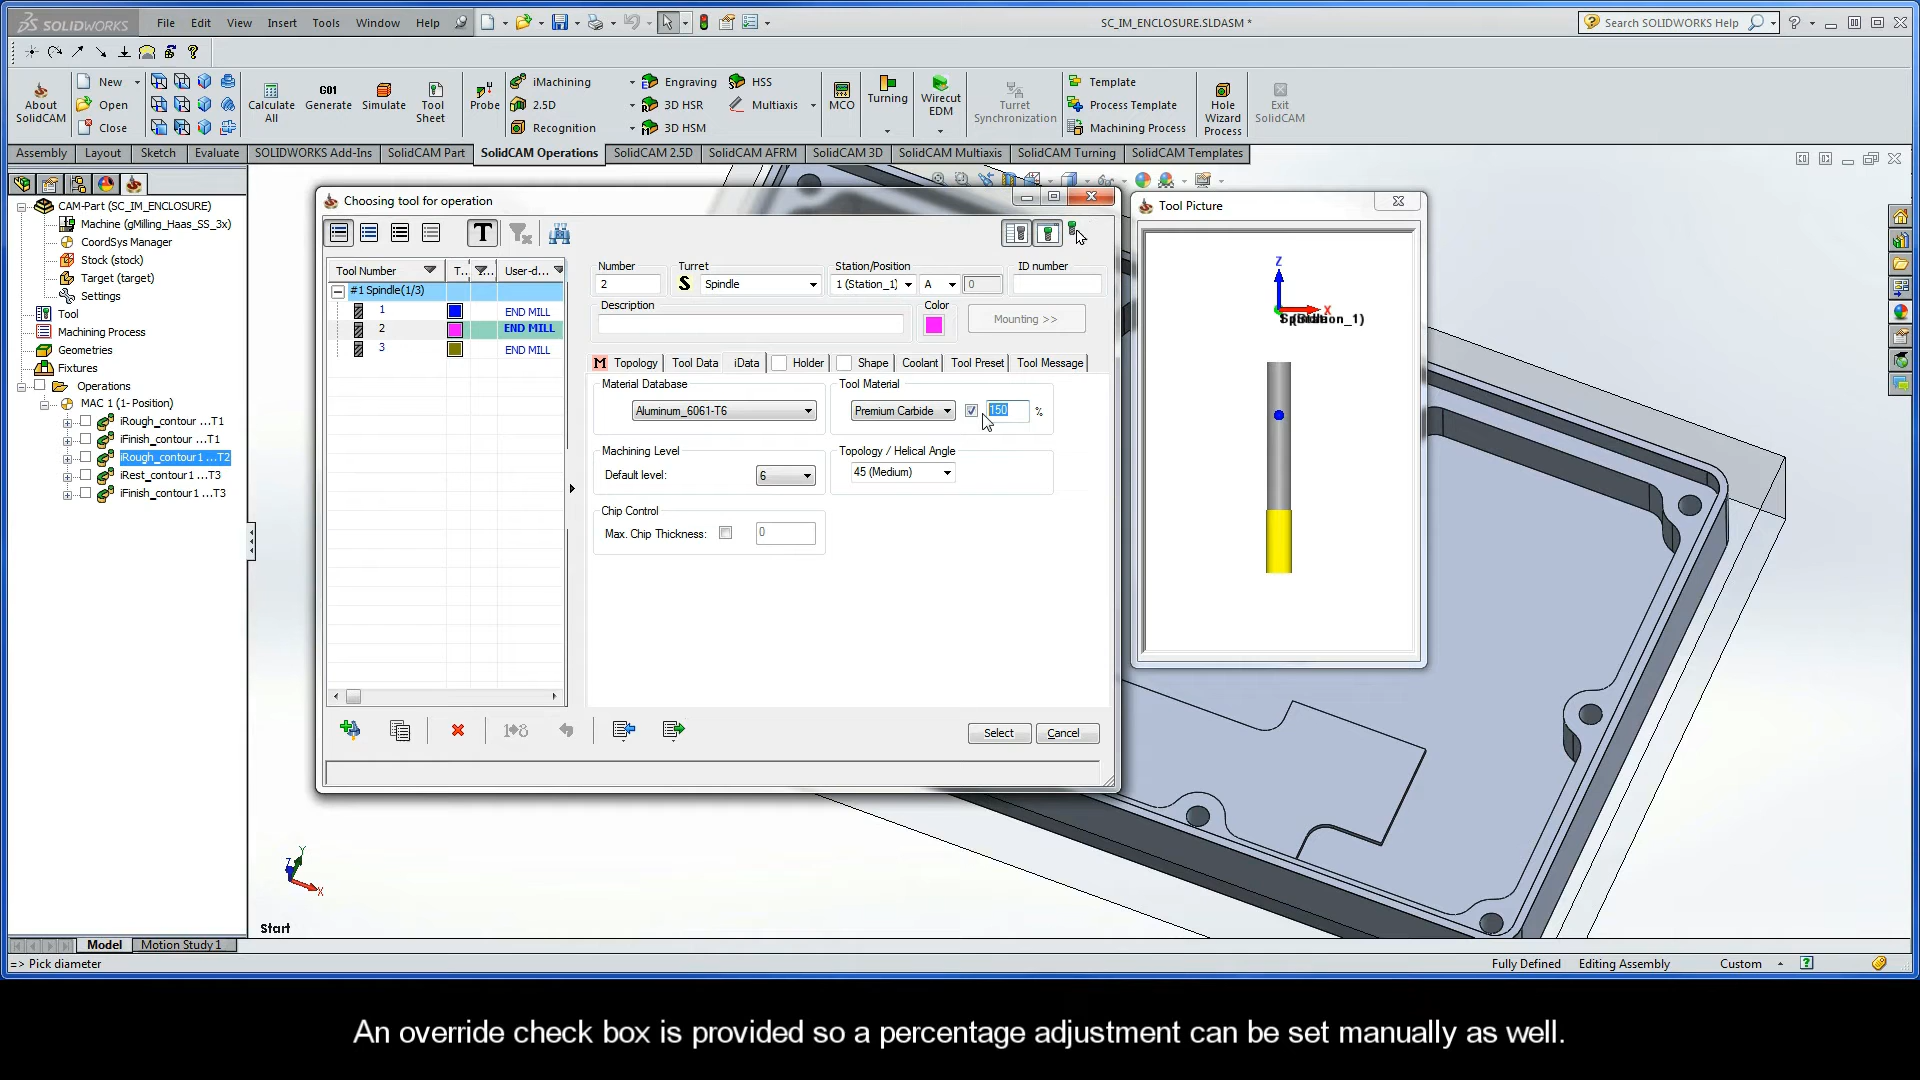 SOLIDWORKS File Edit View Insert Tools Window Help SC_IM_ENCLOSURE.SLDASM * Search SOLIDWORKS Help
About SolidCAM
New
Open
Close
Calculate All
G01
Generate
Simulate
Tool Sheet
Probe
iMachining
2.5D
Recognition
Engraving
3D HSR
3D HSM
HSS
Multiaxis
MCO
Turning
Wirecut EDM
Turret Synchronization
Template
Process Template
Machining Process
Hole Wizard Process
Exit SolidCAM
Assembly Layout Sketch Evaluate SOLIDWORKS Add-Ins SolidCAM Part SolidCAM Operations SolidCAM 2.5D SolidCAM AFRM SolidCAM 3D SolidCAM Multiaxis SolidCAM Turning SolidCAM Templates
CAM-Part (SC_IM_ENCLOSURE)
Machine (gMilling_Haas_SS_3x)
CoordSys Manager
Stock (stock)
Target (target)
Settings
Tool
Machining Process
Geometries
Fixtures
Operations
MAC 1 (1- Position)
iRough_contour ...T1
iFinish_contour ...T1
iRough_contour1 ...T2
iRest_contour1 ...T3
iFinish_contour1 ...T3
Choosing tool for operation
T
Tool Number T... Y... User-d...
#1 Spindle(1/3)
1 END MILL
2 END MILL
3 END MILL
Number Turret Station/Position ID number
2 S Spindle 1 (Station_1) A 0
Description Color
Mounting >>
M Topology Tool Data iData Holder Shape Coolant Tool Preset Tool Message
Material Database Tool Material
Aluminum_6061-T6 Premium Carbide 150 %
Machining Level Topology / Helical Angle
Default level: 6 45 (Medium)
Chip Control
Max. Chip Thickness: 0
Select Cancel
Tool Picture
Z
X
Z Y X
Start
Model Motion Study 1
=> Pick diameter Fully Defined Editing Assembly Custom
An override check box is provided so a percentage adjustment can be set manually as well.